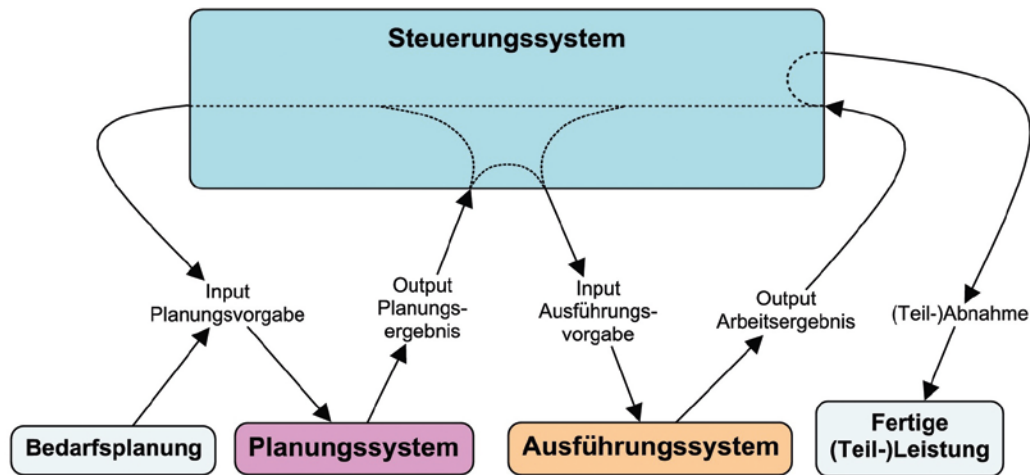 Steuerungssystem
Input
Planungsvorgabe
Output
Planungs-
ergebnis
Input
Ausführungs-
vorgabe
Output
Arbeitsergebnis
(Teil-)Abnahme
Bedarfsplanung
Planungssystem
Ausführungssystem
Fertige
(Teil-)Leistung